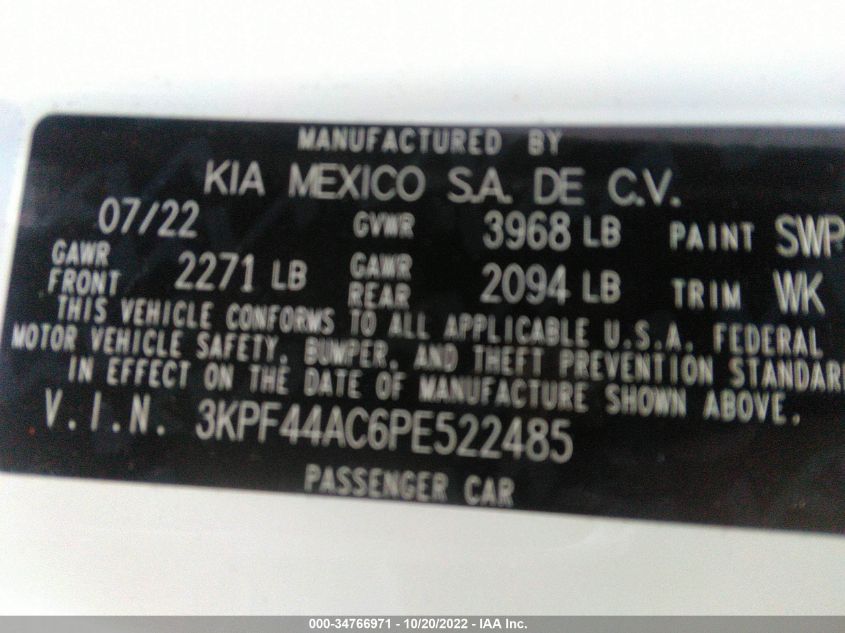 MANUFACTURED BY
KIA MEXICO S.A. DE C.V.
07/22 GVWR 3968 LB PAINT SWP
GAWR FRONT 2271 LB GAWR REAR 2094 LB TRIM WK
THIS VEHICLE CONFORMS TO ALL APPLICABLE U.S.A. FEDERAL
MOTOR VEHICLE SAFETY, BUMPER, AND THEFT PREVENTION STANDAR
IN EFFECT ON THE DATE OF MANUFACTURE SHOWN ABOVE.
V.I.N. 3KPF44AC6PE522485
PASSENGER CAR
000-34766971 - 10/20/2022 - IAA Inc.